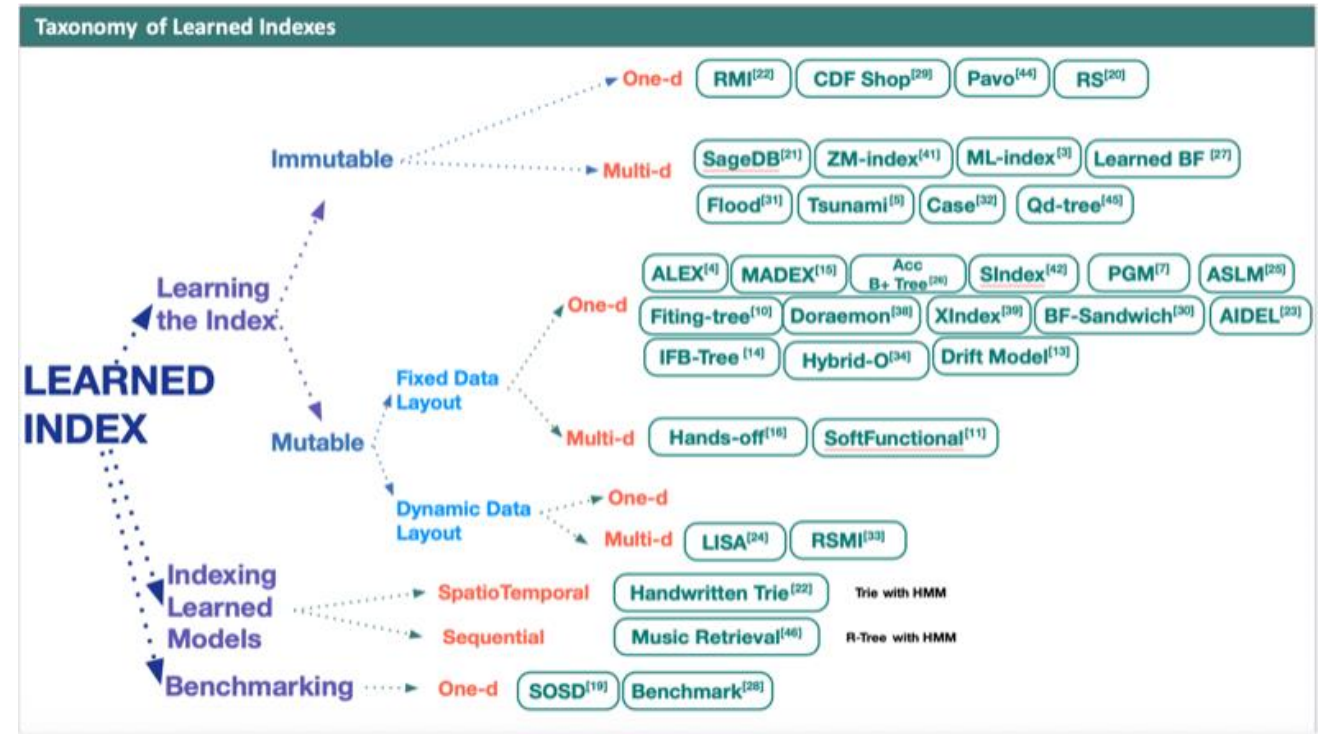 Taxonomy of Learned Indexes
One-d RMI[22] CDF Shop[29] Pavo[44] RS[20]
Immutable
Multi-d SageDB[21] ZM-index[41] ML-index[3] Learned BF [27]
Flood[31] Tsunami[5] Case[32] Qd-tree[45]
Learning
the Index
One-d ALEX[4] MADEX[15] Acc B+ Tree[26] SIndex[42] PGM[7] ASLM[25]
Fiting-tree[10] Doraemon[38] XIndex[39] BF-Sandwich[30] AIDEL[23]
IFB-Tree [14] Hybrid-O[34] Drift Model[13]
LEARNED
INDEX
Fixed Data
Layout
Mutable
Multi-d Hands-off[16] SoftFunctional[11]
Dynamic Data
Layout
One-d
Multi-d LISA[24] RSMI[33]
Indexing
Learned
Models
SpatioTemporal Handwritten Trie[22] Trie with HMM
Sequential Music Retrieval[46] R-Tree with HMM
Benchmarking One-d SOSD[19] Benchmark[28]